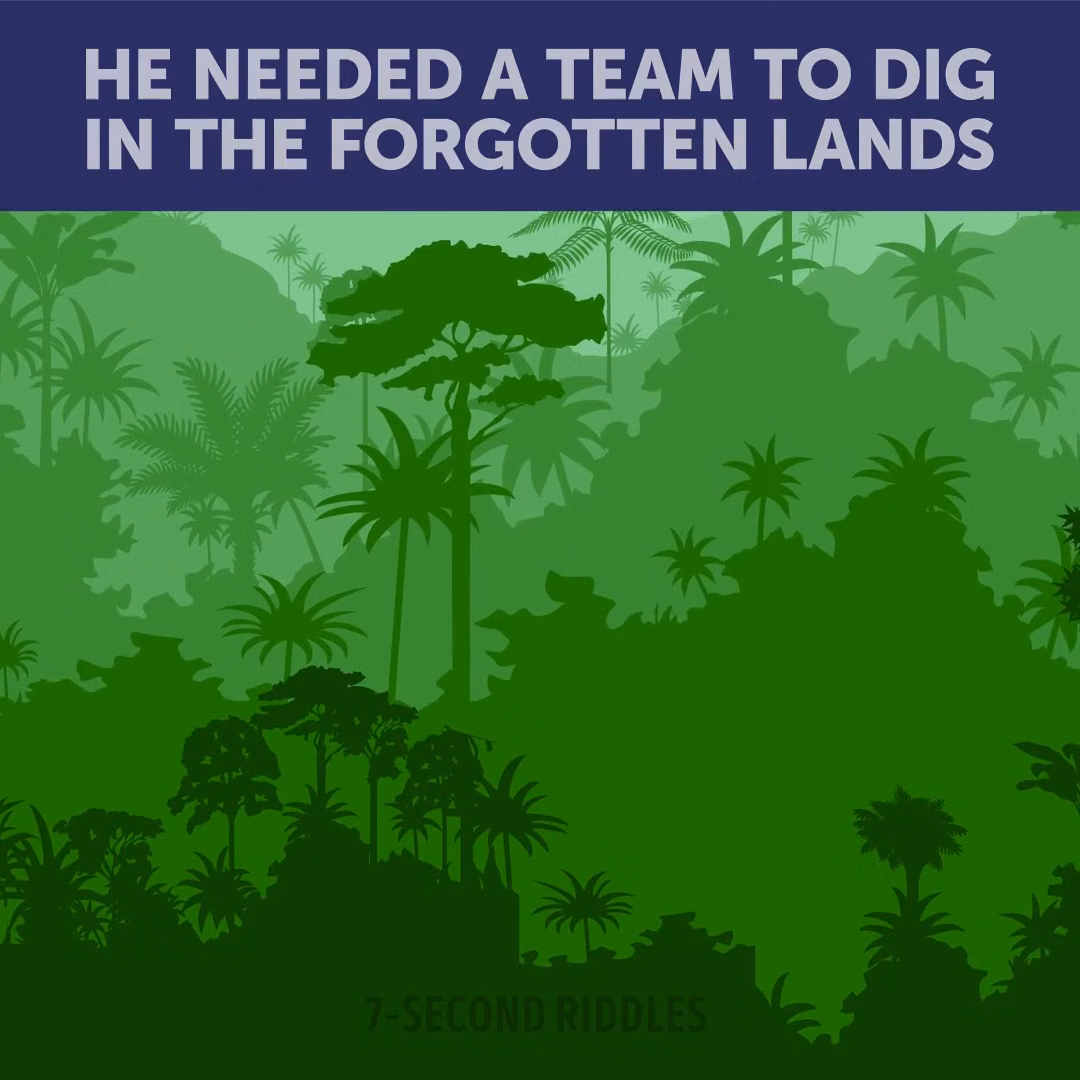 HE NEEDED A TEAM TO DIG
IN THE FORGOTTEN LANDS
7-SECOND RIDDLES